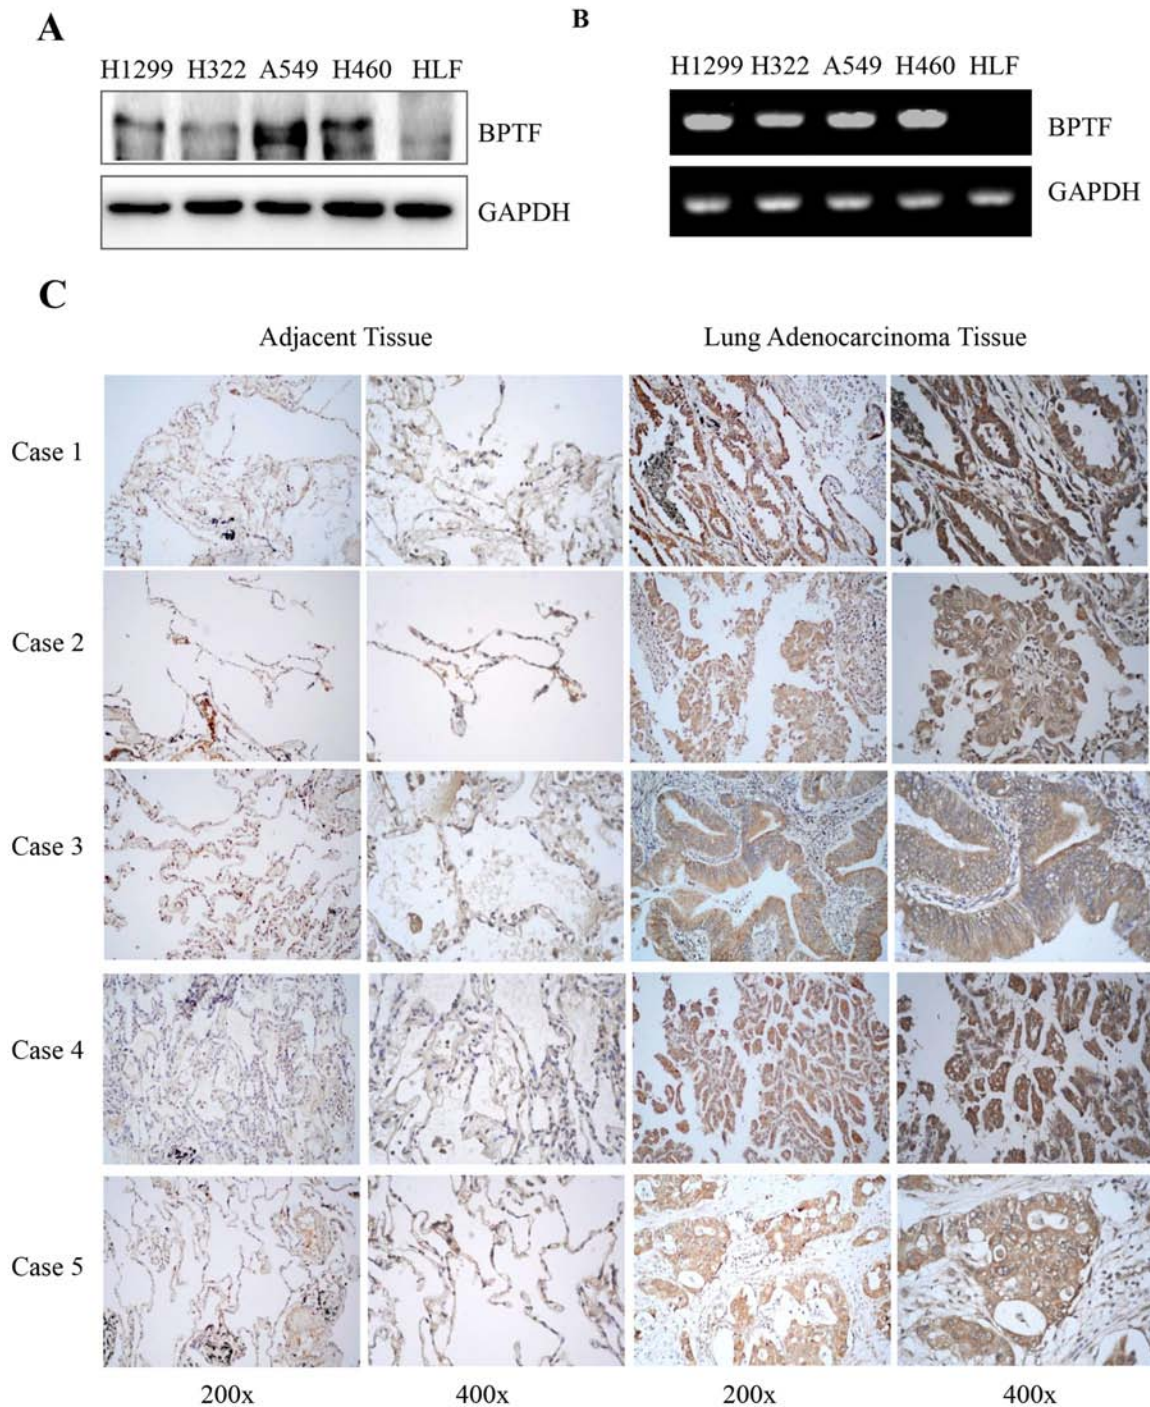 A
H1299 H322 A549 H460 HLF
BPTF
GAPDH
B
H1299 H322 A549 H460 HLF
BPTF
GAPDH
C
Adjacent Tissue Lung Adenocarcinoma Tissue
Case 1
Case 2
Case 3
Case 4
Case 5
200x 400x 200x 400x